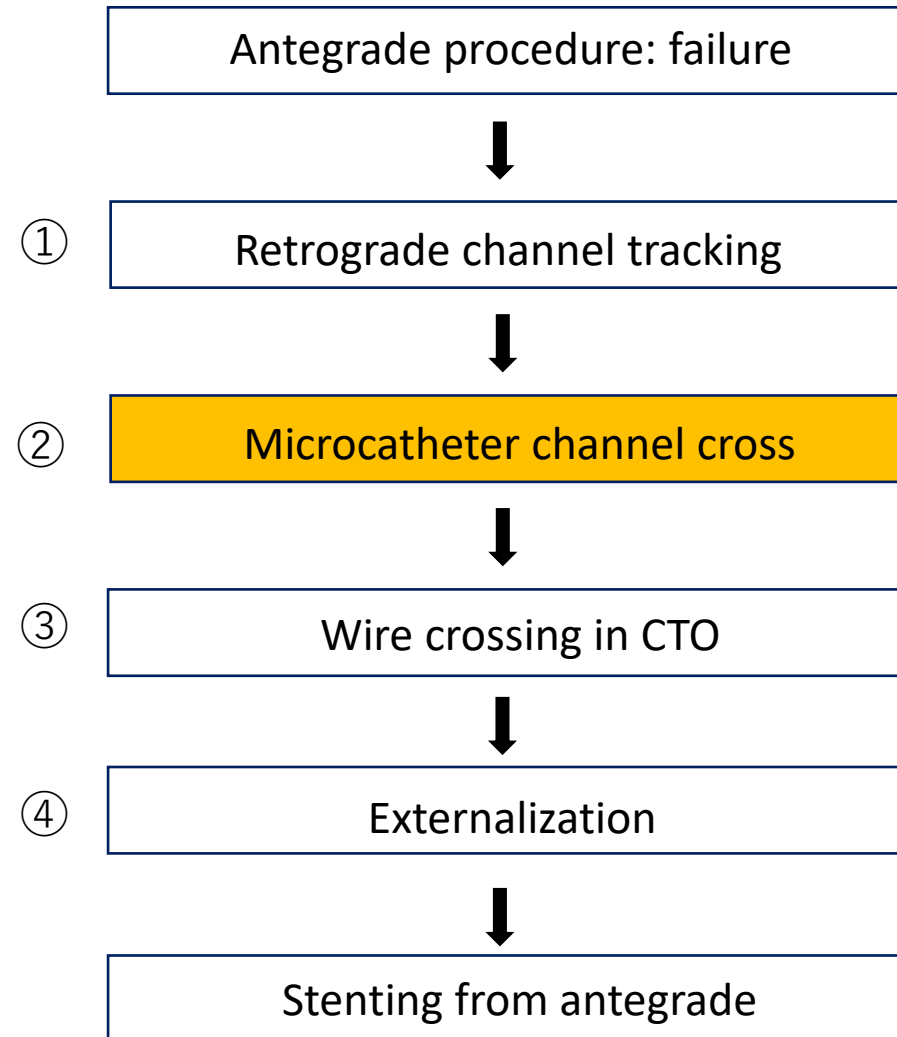 Antegrade procedure: failure
① Retrograde channel tracking
② Microcatheter channel cross
③ Wire crossing in CTO
④ Externalization
Stenting from antegrade